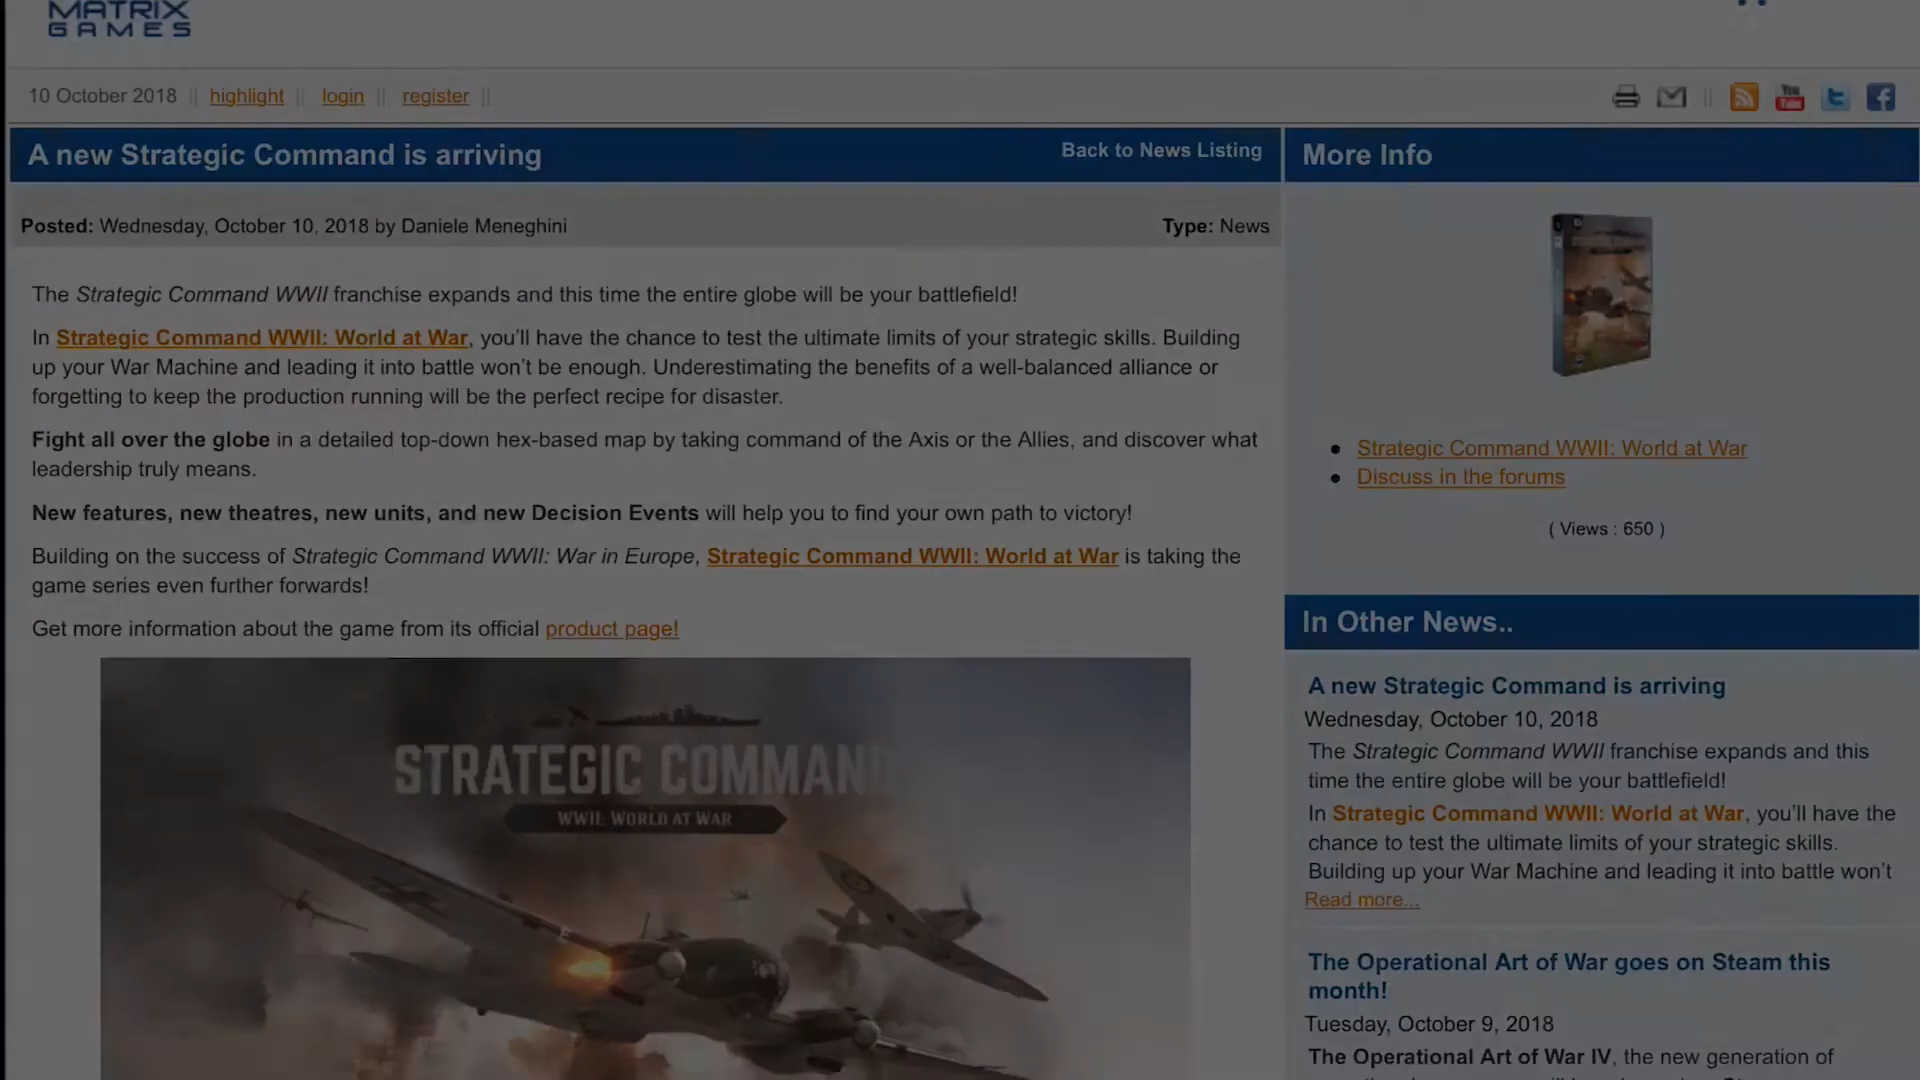 MATRIX
GAMES
10 October 2018 || highlight || login || register ||
A new Strategic Command is arriving
Back to News Listing
Posted: Wednesday, October 10, 2018 by Daniele Meneghini
Type: News
The Strategic Command WWII franchise expands and this time the entire globe will be your battlefield!
In Strategic Command WWII: World at War, you’ll have the chance to test the ultimate limits of your strategic skills. Building
up your War Machine and leading it into battle won’t be enough. Underestimating the benefits of a well-balanced alliance or
forgetting to keep the production running will be the perfect recipe for disaster.
Fight all over the globe in a detailed top-down hex-based map by taking command of the Axis or the Allies, and discover what
leadership truly means.
New features, new theatres, new units, and new Decision Events will help you to find your own path to victory!
Building on the success of Strategic Command WWII: War in Europe, Strategic Command WWII: World at War is taking the
game series even further forwards!
Get more information about the game from its official product page!
STRATEGIC COMMAND
WWII: WORLD AT WAR
You
Tube
More Info
Strategic Command WWII: World at War
Discuss in the forums
( Views : 650 )
In Other News..
A new Strategic Command is arriving
Wednesday, October 10, 2018
The Strategic Command WWII franchise expands and this
time the entire globe will be your battlefield!
In Strategic Command WWII: World at War, you’ll have the
chance to test the ultimate limits of your strategic skills.
Building up your War Machine and leading it into battle won’t
Read more...
The Operational Art of War goes on Steam this
month!
Tuesday, October 9, 2018
The Operational Art of War IV, the new generation of